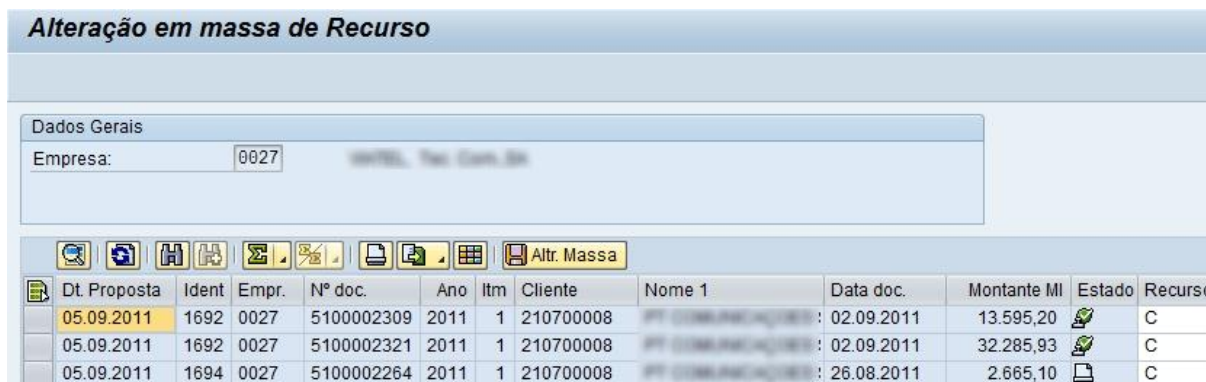 Alteração em massa de Recurso
Dados Gerais
Empresa: 0027
Altr. Massa
Dt. Proposta Ident Empr. Nº doc. Ano Itm Cliente Nome 1 Data doc. Montante MI Estado Recurso
05.09.2011 1692 0027 5100002309 2011 1 210700008 02.09.2011 13.595,20 C
05.09.2011 1692 0027 5100002321 2011 1 210700008 02.09.2011 32.285,93 C
05.09.2011 1694 0027 5100002264 2011 1 210700008 26.08.2011 2.665,10 C